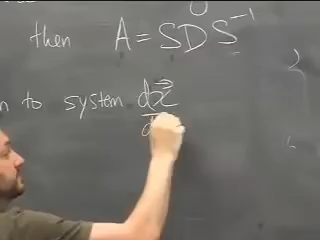 then A = SDS⁻¹
n to system dx⃗
d